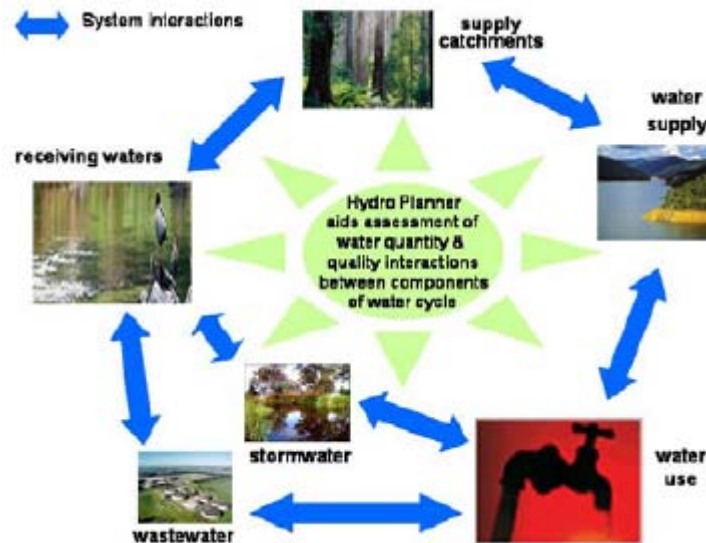 System interactions
supply
catchments
water
supply
receiving waters
Hydro Planner
aids assessment of
water quantity &
quality interactions
between components
of water cycle
stormwater
water
use
wastewater